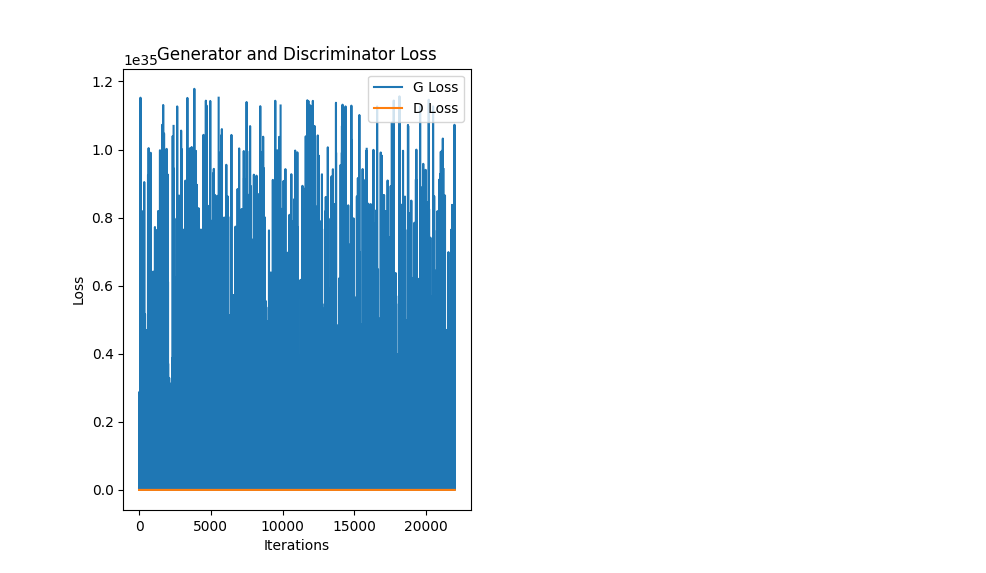 Generator and Discriminator Loss
1e35
G Loss
D Loss
1.2
1.0
0.8
0.6
0.4
0.2
0.0
Loss
0 5000 10000 15000 20000
Iterations